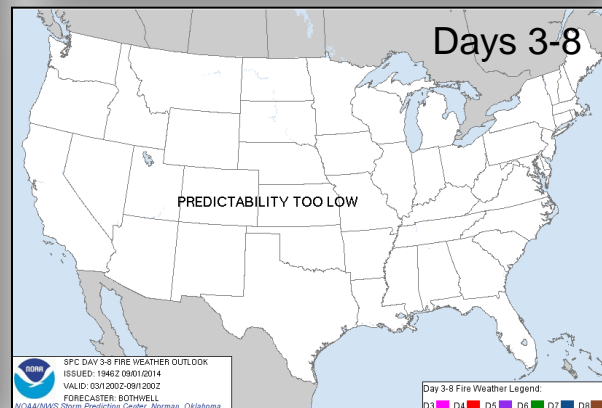 Days 3-8
PREDICTABILITY TOO LOW
NOAA
SPC DAY 3-8 FIRE WEATHER OUTLOOK
ISSUED: 1946Z 09/01/2014
VALID: 03/1200Z-09/1200Z
FORECASTER: BOTHWELL
NOAA/NWS Storm Prediction Center, Norman, Oklahoma
Day 3-8 Fire Weather Legend:
D3 D4 D5 D6 D7 D8